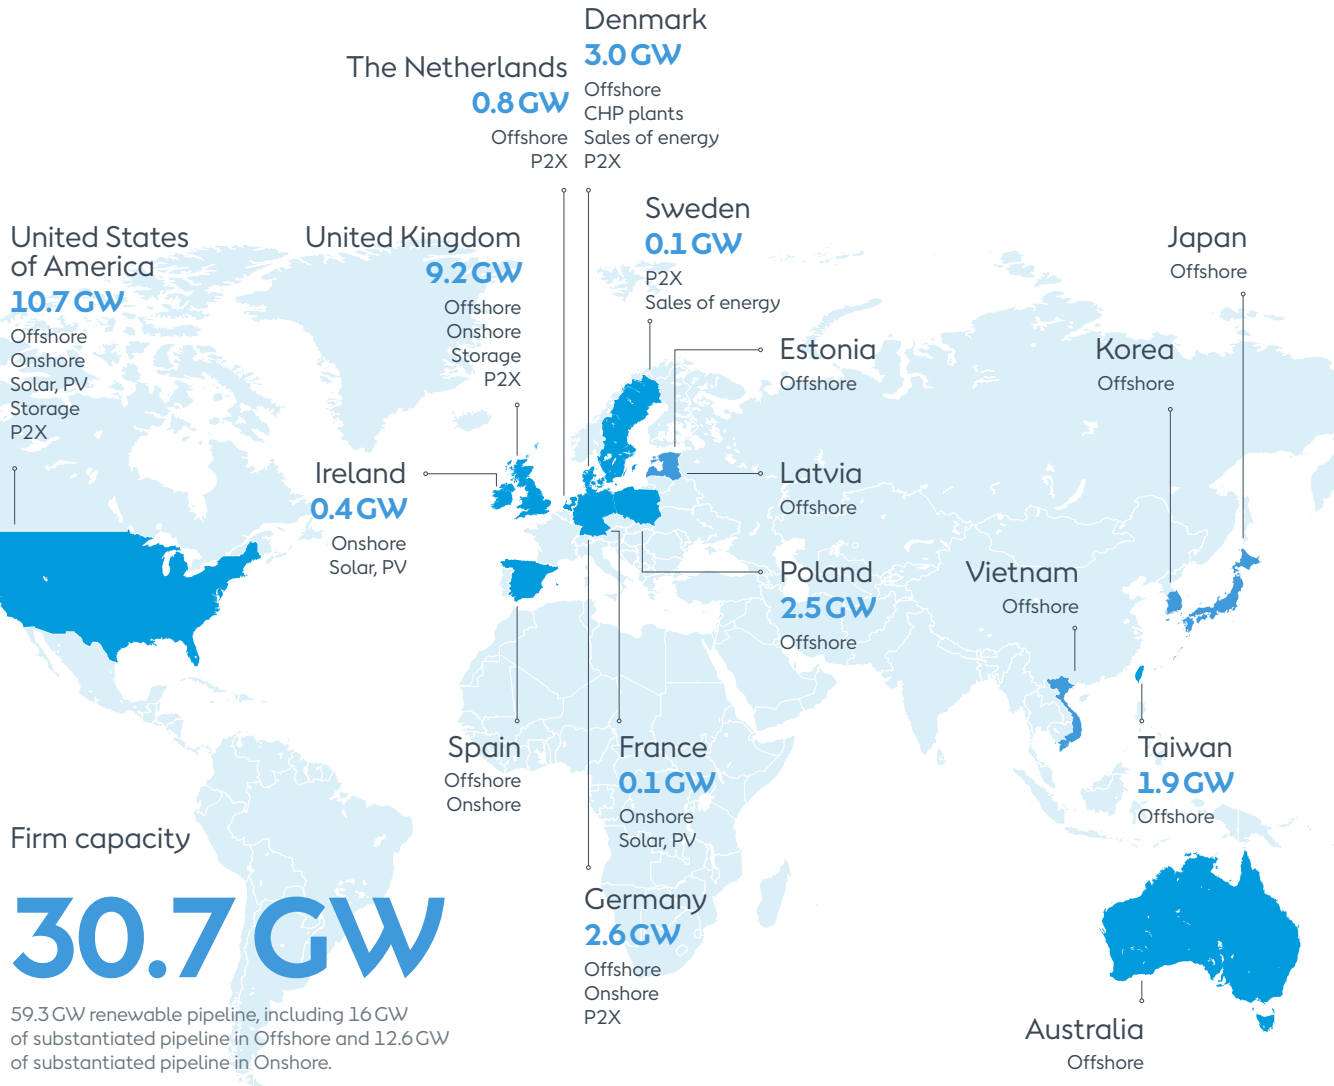 Denmark
3.0 GW
Offshore
CHP plants
Sales of energy
P2X
The Netherlands
0.8 GW
Offshore
P2X
Sweden
0.1 GW
P2X
Sales of energy
United States
of America
10.7 GW
Offshore
Onshore
Solar, PV
Storage
P2X
United Kingdom
9.2 GW
Offshore
Onshore
Storage
P2X
Japan
Offshore
Estonia
Offshore
Korea
Offshore
Ireland
0.4 GW
Onshore
Solar, PV
Latvia
Offshore
Poland
2.5 GW
Offshore
Vietnam
Offshore
Spain
Offshore
Onshore
France
0.1 GW
Onshore
Solar, PV
Taiwan
1.9 GW
Offshore
Germany
2.6 GW
Offshore
Onshore
P2X
Australia
Offshore
Firm capacity
30.7 GW
59.3 GW renewable pipeline, including 16 GW
of substantiated pipeline in Offshore and 12.6 GW
of substantiated pipeline in Onshore.